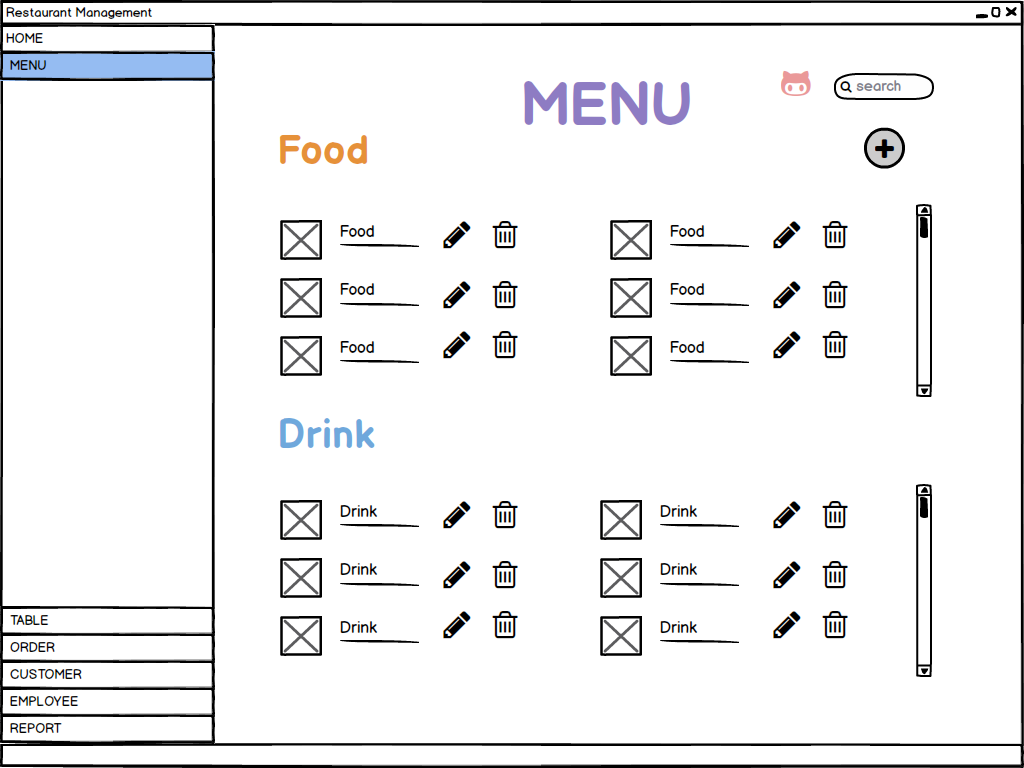 Restaurant Management
HOME
MENU
MENU
search
Food
Food Food
Food Food
Food Food
Drink
Drink Drink
Drink Drink
Drink Drink
TABLE
ORDER
CUSTOMER
EMPLOYEE
REPORT